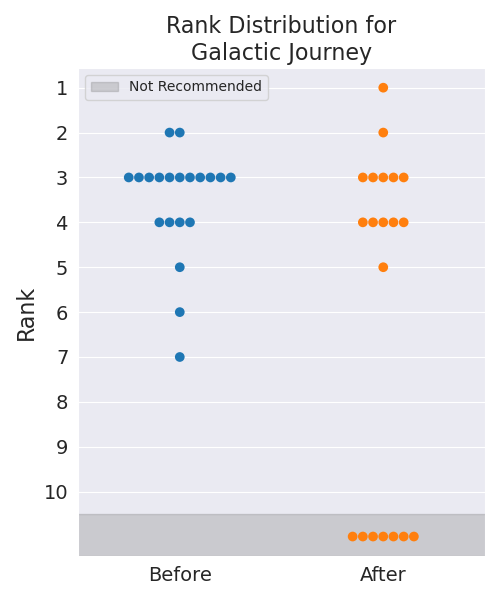 Rank Distribution for
Galactic Journey
Not Recommended
1
2
3
4
5
6
7
8
9
10
Rank
Before
After